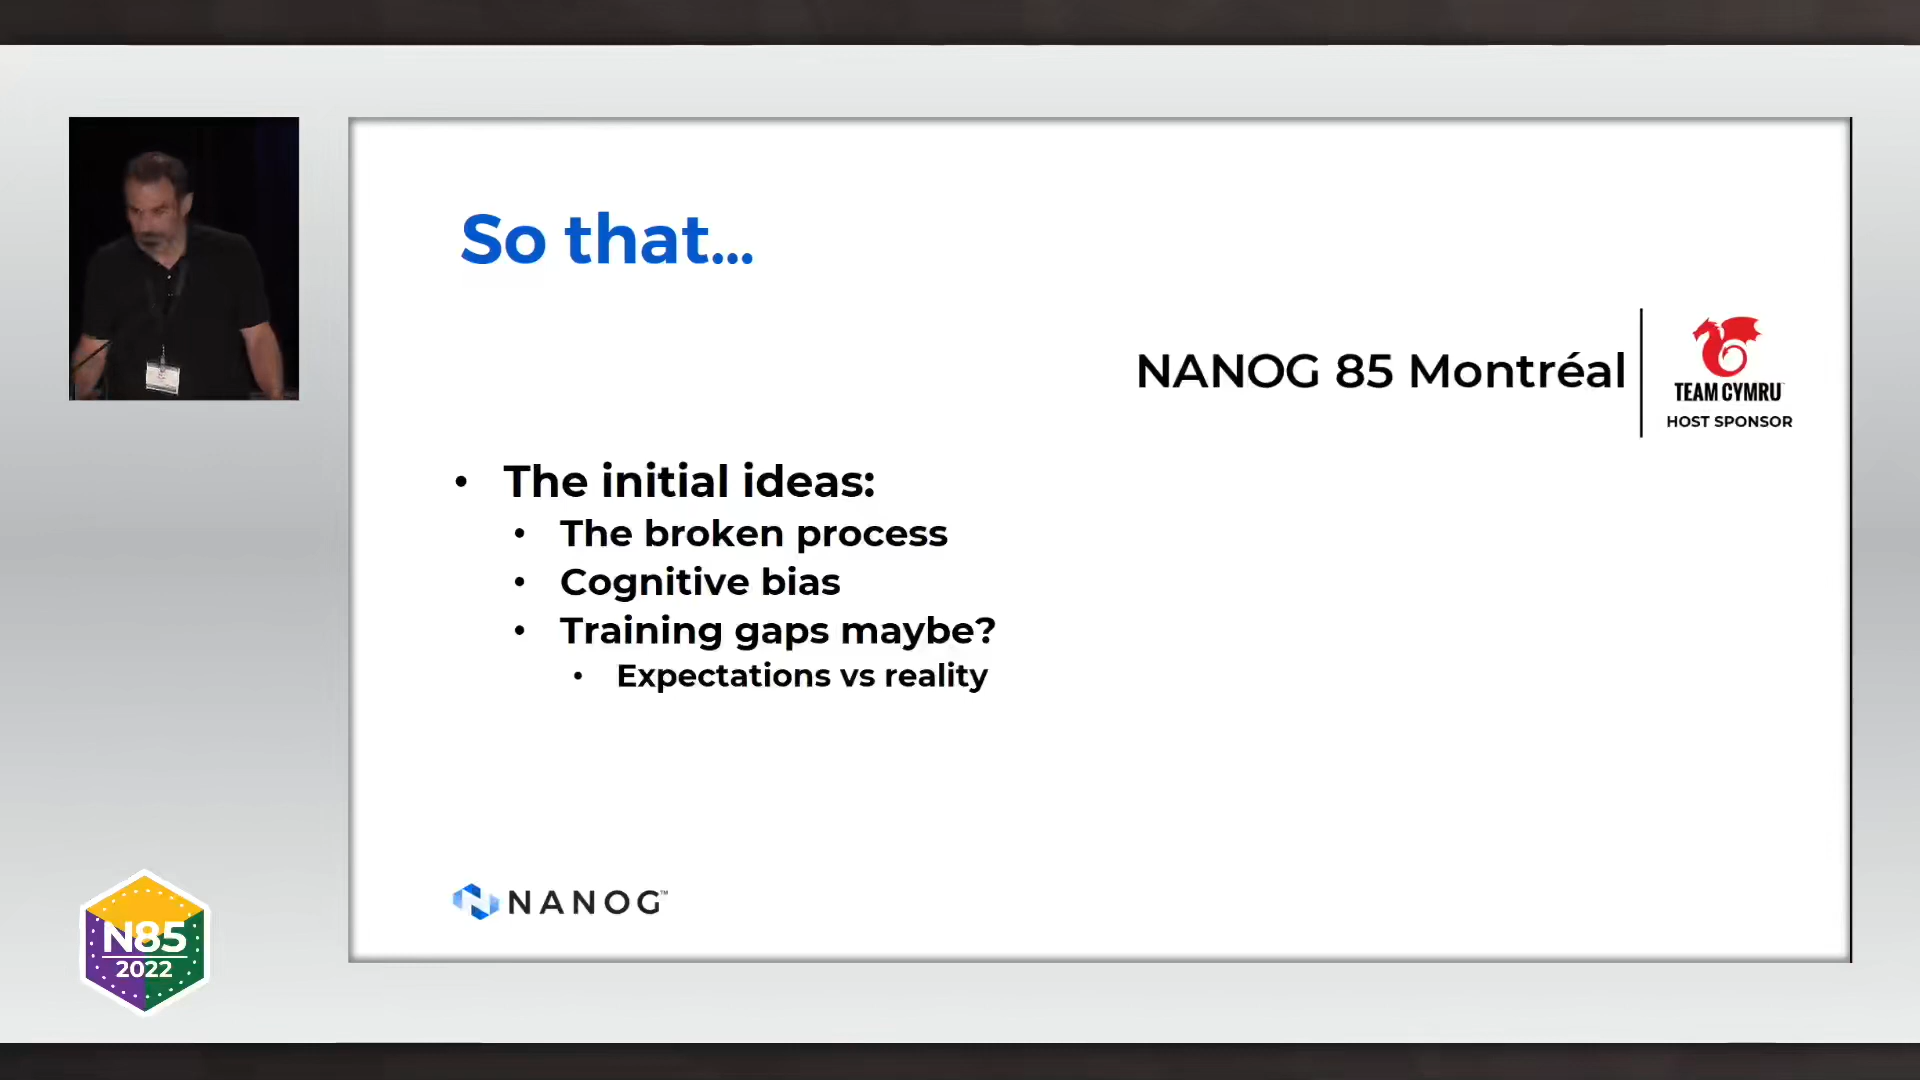 So that...
NANOG 85 Montréal
TEAM CYMRU
HOST SPONSOR
• The initial ideas:
• The broken process
• Cognitive bias
• Training gaps maybe?
• Expectations vs reality
NANOG™
N85
2022